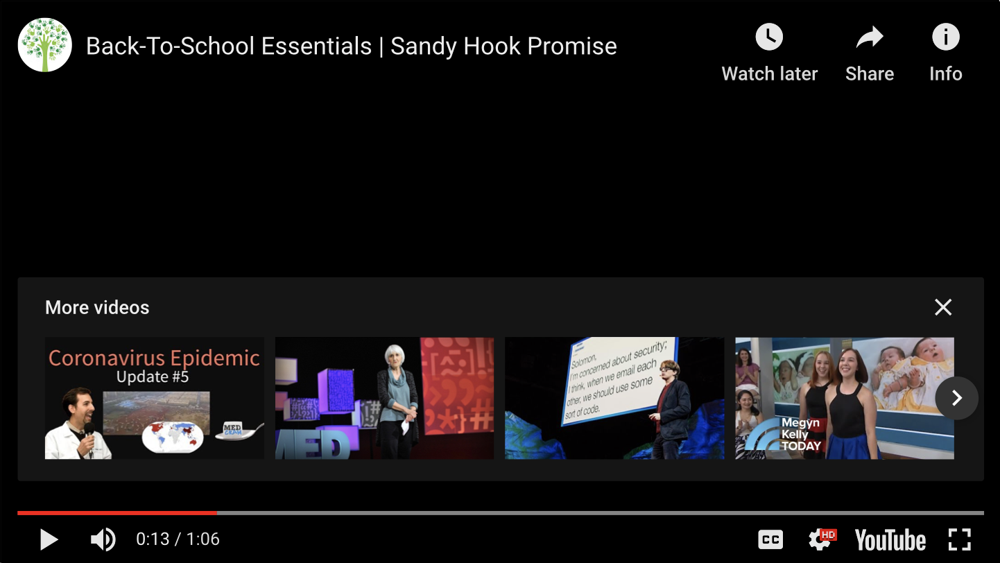 Back-To-School Essentials | Sandy Hook Promise
Watch later
Share
Info
More videos
Coronavirus Epidemic
Update #5
MED
CRAM
MED
Solomon,
I'm concerned about security;
I think, when we email each
other, we should use some
sort of code.
Megyn
Kelly
TODAY
0:13 / 1:06
CC
HD
YouTube